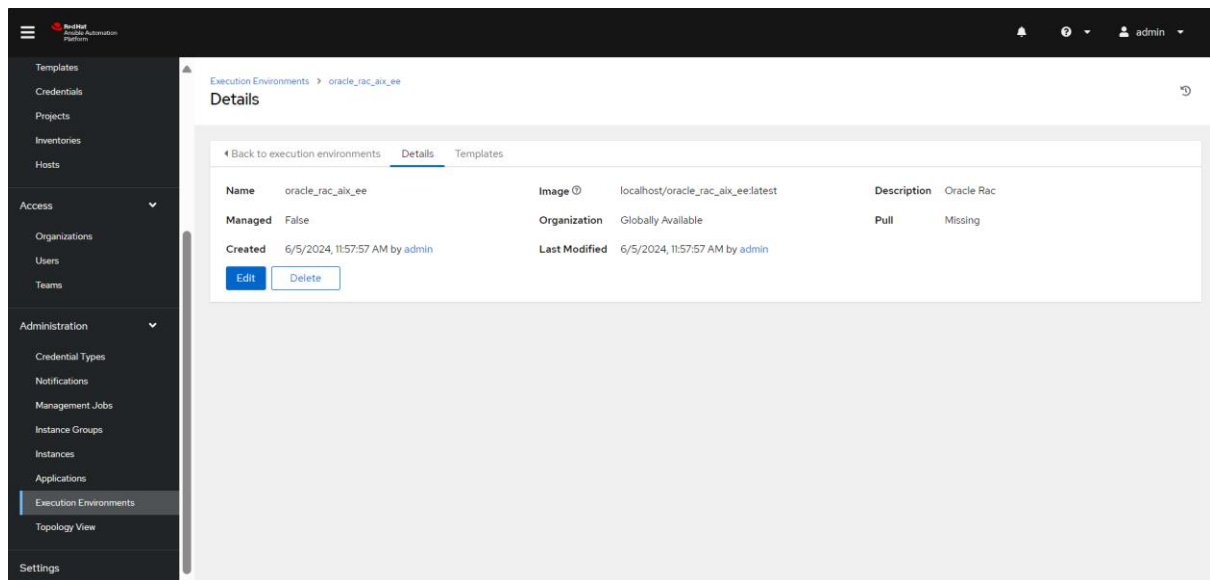 Red Hat
Ansible Automation
Platform
admin
Templates
Credentials
Projects
Inventories
Hosts
Access
Organizations
Users
Teams
Administration
Credential Types
Notifications
Management Jobs
Instance Groups
Instances
Applications
Execution Environments
Topology View
Settings
Execution Environments > oracle_rac_aix_ee
Details
Back to execution environments Details Templates
Name oracle_rac_aix_ee Image localhost/oracle_rac_aix_ee:latest Description Oracle Rac
Managed False Organization Globally Available Pull Missing
Created 6/5/2024, 11:57:57 AM by admin Last Modified 6/5/2024, 11:57:57 AM by admin
Edit Delete